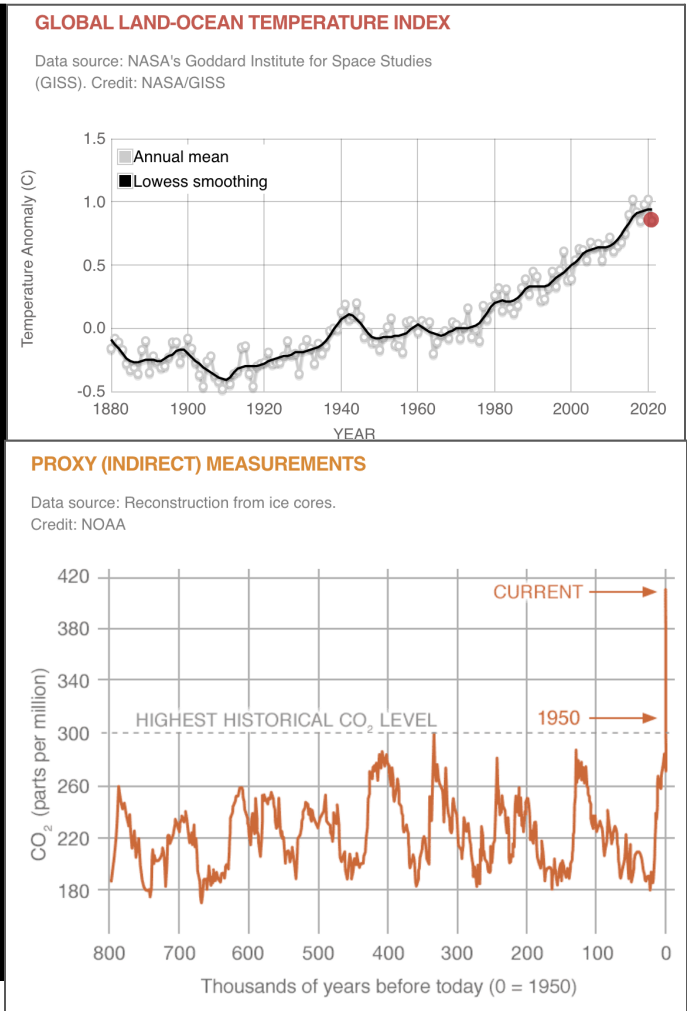 GLOBAL LAND-OCEAN TEMPERATURE INDEX
Data source: NASA's Goddard Institute for Space Studies
(GISS). Credit: NASA/GISS
1.5
Annual mean
Lowess smoothing
1.0
0.5
0.0
-0.5
Temperature Anomaly (C)
1880 1900 1920 1940 1960 1980 2000 2020
YEAR
PROXY (INDIRECT) MEASUREMENTS
Data source: Reconstruction from ice cores.
Credit: NOAA
420
CURRENT
380
340
HIGHEST HISTORICAL CO₂ LEVEL
1950
300
260
220
180
CO₂ (parts per million)
800 700 600 500 400 300 200 100 0
Thousands of years before today (0 = 1950)